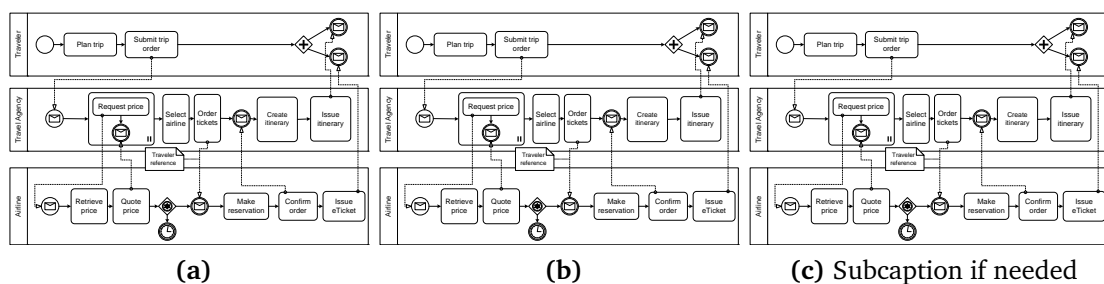 Traveler
Plan trip
Submit trip
order
Travel Agency
Request price
Select
airline
Order
tickets
Create
itinerary
Issue
itinerary
Traveler
reference
Airline
Retrieve
price
Quote
price
Make
reservation
Confirm
order
Issue
eTicket
(a)
Traveler
Plan trip
Submit trip
order
Travel Agency
Request price
Select
airline
Order
tickets
Create
itinerary
Issue
itinerary
Traveler
reference
Airline
Retrieve
price
Quote
price
Make
reservation
Confirm
order
Issue
eTicket
(b)
Traveler
Plan trip
Submit trip
order
Travel Agency
Request price
Select
airline
Order
tickets
Create
itinerary
Issue
itinerary
Traveler
reference
Airline
Retrieve
price
Quote
price
Make
reservation
Confirm
order
Issue
eTicket
(c) Subcaption if needed